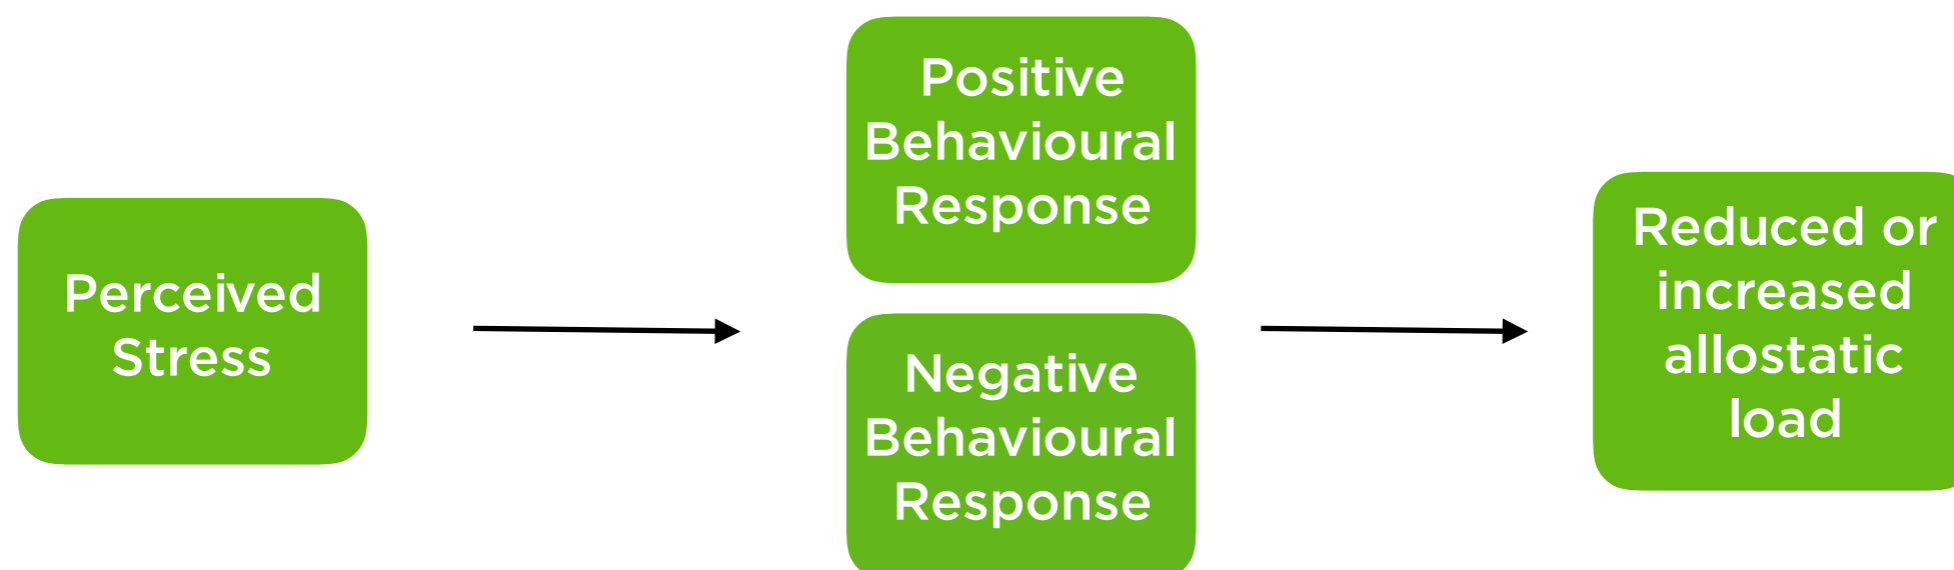 Perceived
Stress
Positive
Behavioural
Response
Negative
Behavioural
Response
Reduced or
increased
allostatic
load